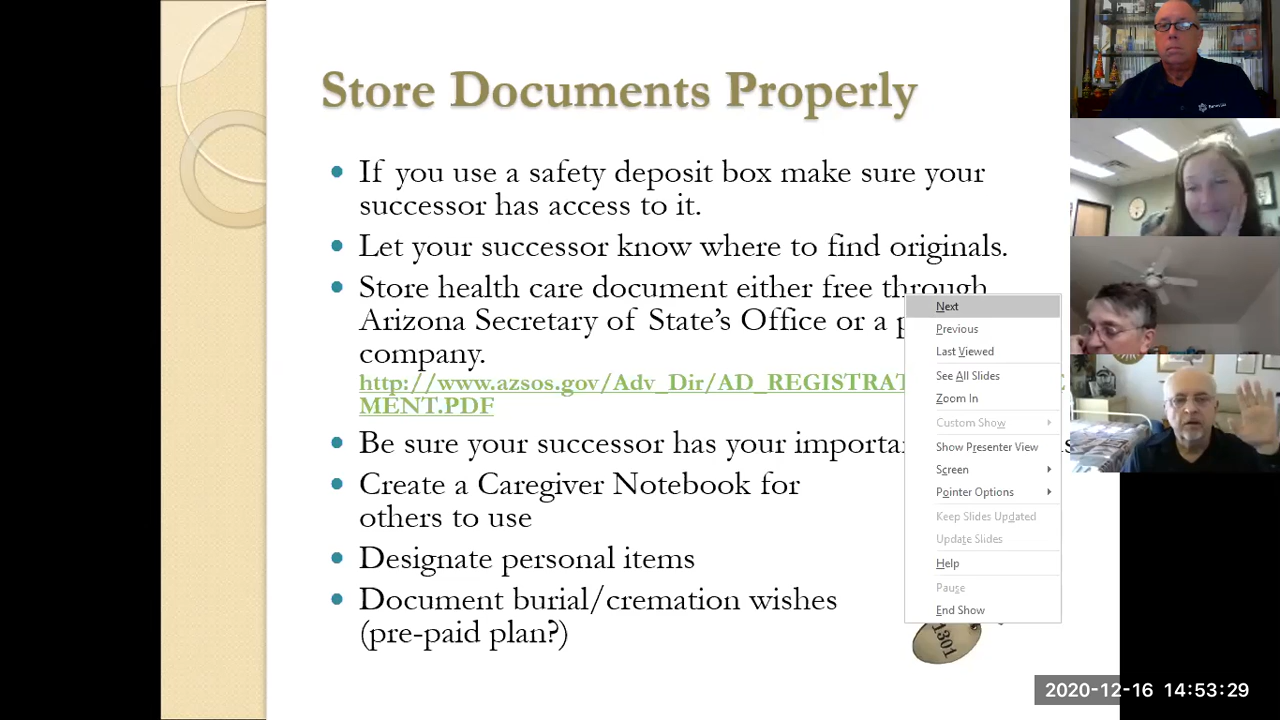 Store Documents Properly
If you use a safety deposit box make sure your
successor has access to it.
Let your successor know where to find originals.
Store health care document either free through
Arizona Secretary of State's Office or a p
company.
http://www.azsos.gov/Adv_Dir/AD_REGISTRAT
MENT.PDF
Be sure your successor has your importa
Create a Caregiver Notebook for
others to use
Designate personal items
Document burial/cremation wishes
(pre-paid plan?)
Next
Previous
Last Viewed
See All Slides
Zoom In
Custom Show
Show Presenter View
Screen
Pointer Options
Keep Slides Updated
Update Slides
Help
Pause
End Show
1301
2020-12-16 14:53:29